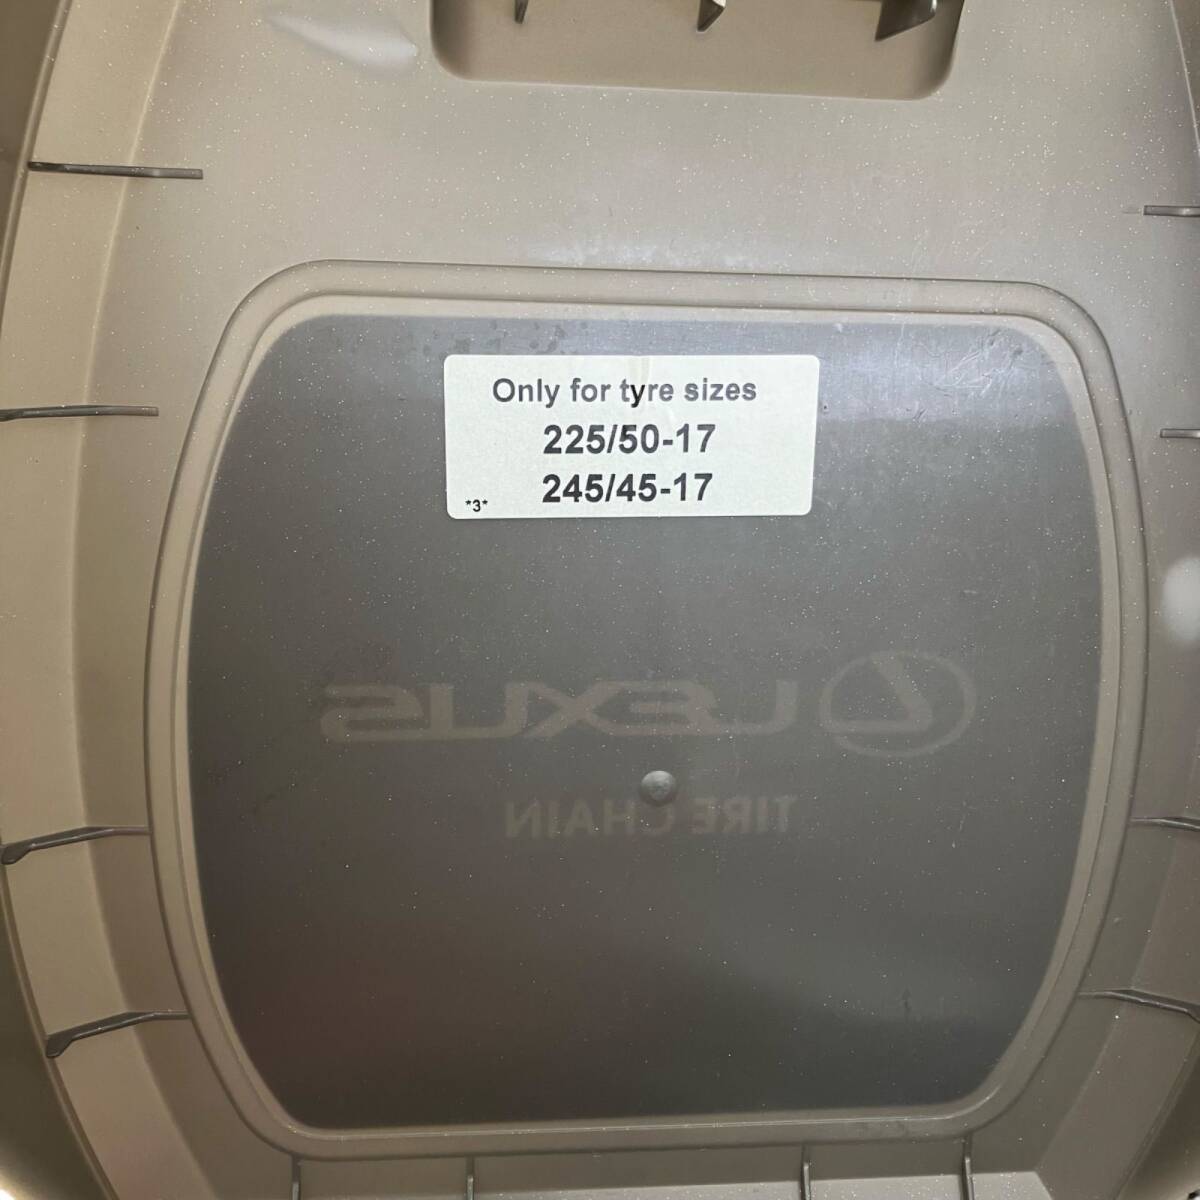 Only for tyre sizes
225/50-17
245/45-17
*3*
LEXUS
TIRE CHAIN